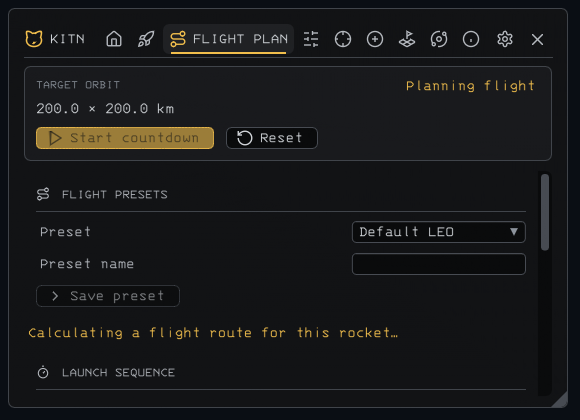 KITN
FLIGHT PLAN
TARGET ORBIT
Planning flight
200.0 × 200.0 km
Start countdown
Reset
FLIGHT PRESETS
Preset
Default LEO
Preset name
Save preset
Calculating a flight route for this rocket…
LAUNCH SEQUENCE